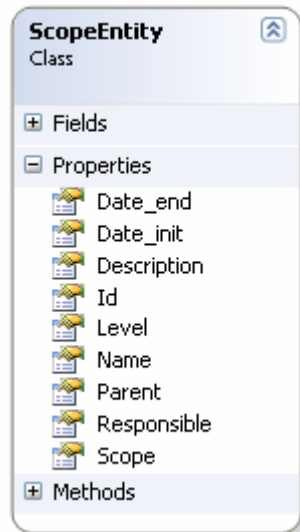 ScopeEntity
Class
Fields
Properties
Date_end
Date_init
Description
Id
Level
Name
Parent
Responsible
Scope
Methods